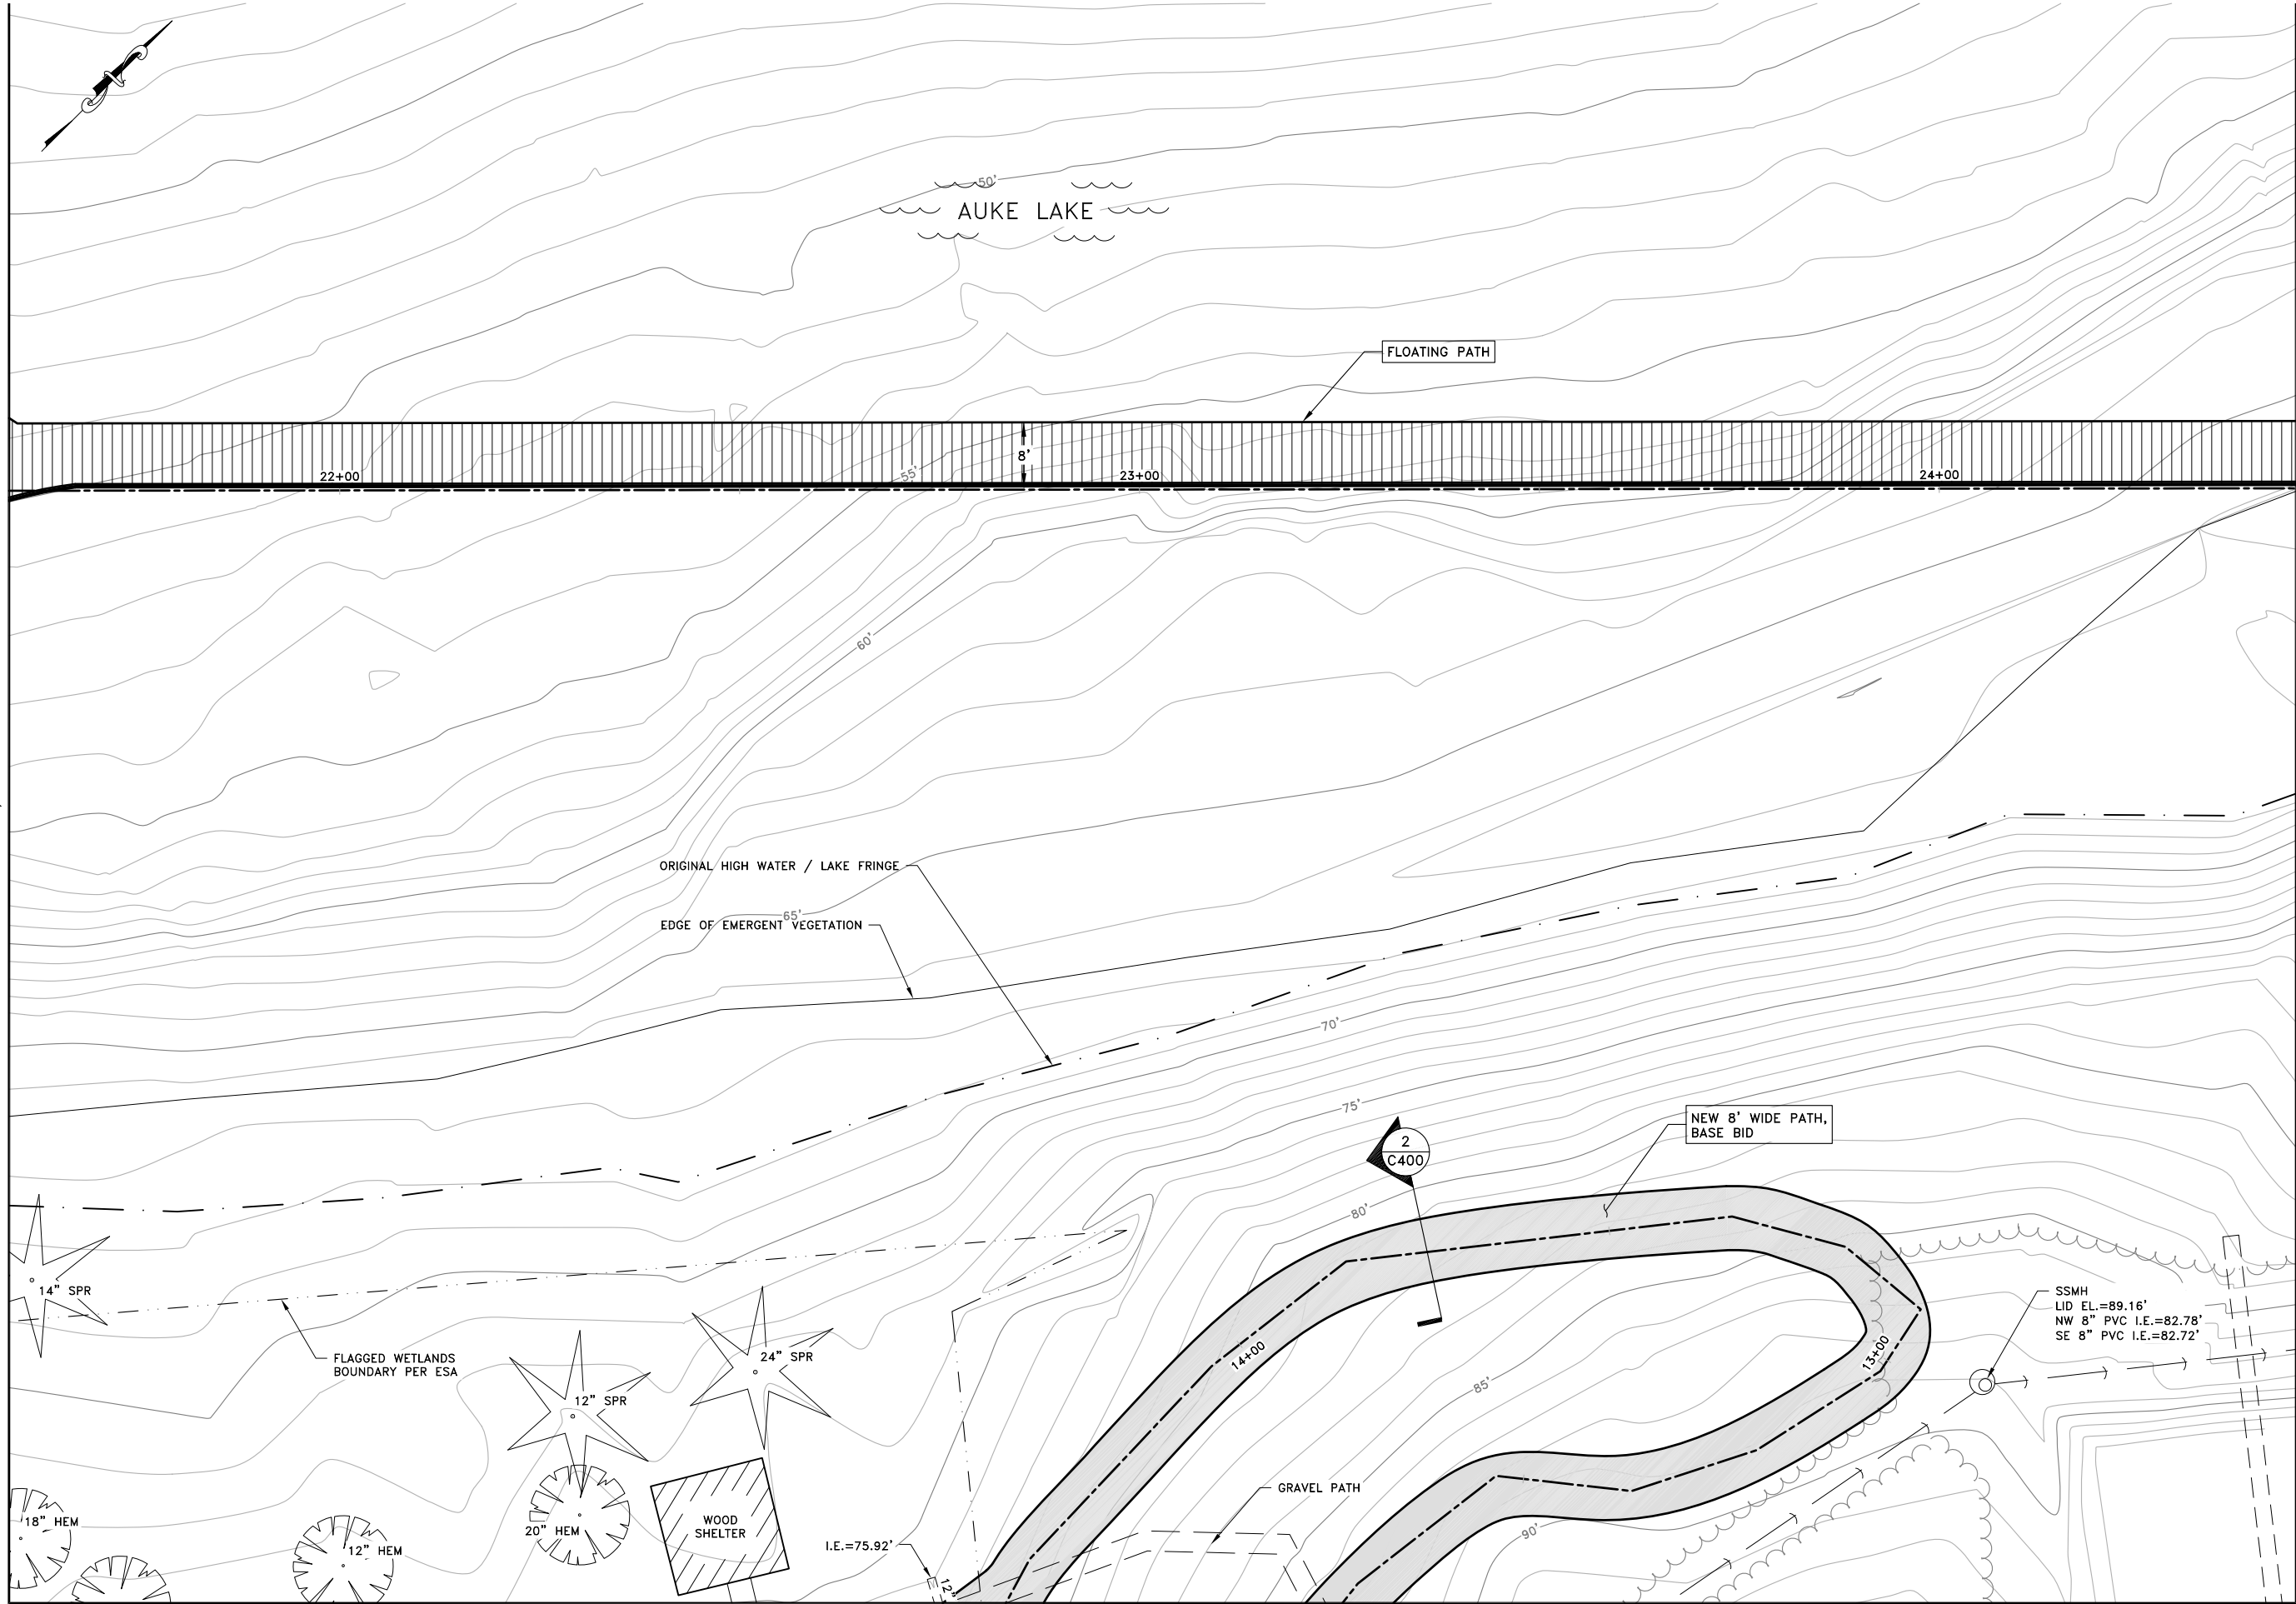 50'
AUKE LAKE
FLOATING PATH
8'
22+00
55'
23+00
24+00
60'
ORIGINAL HIGH WATER / LAKE FRINGE
65'
EDGE OF EMERGENT VEGETATION
70'
75'
2
C400
NEW 8' WIDE PATH,
BASE BID
80'
14" SPR
SSMH
LID EL.=89.16'
NW 8" PVC I.E.=82.78'
SE 8" PVC I.E.=82.72'
FLAGGED WETLANDS
BOUNDARY PER ESA
24" SPR
14+00
13+00
12" SPR
85'
GRAVEL PATH
18" HEM
20" HEM
WOOD
SHELTER
90'
12" HEM
I.E.=75.92'
12"